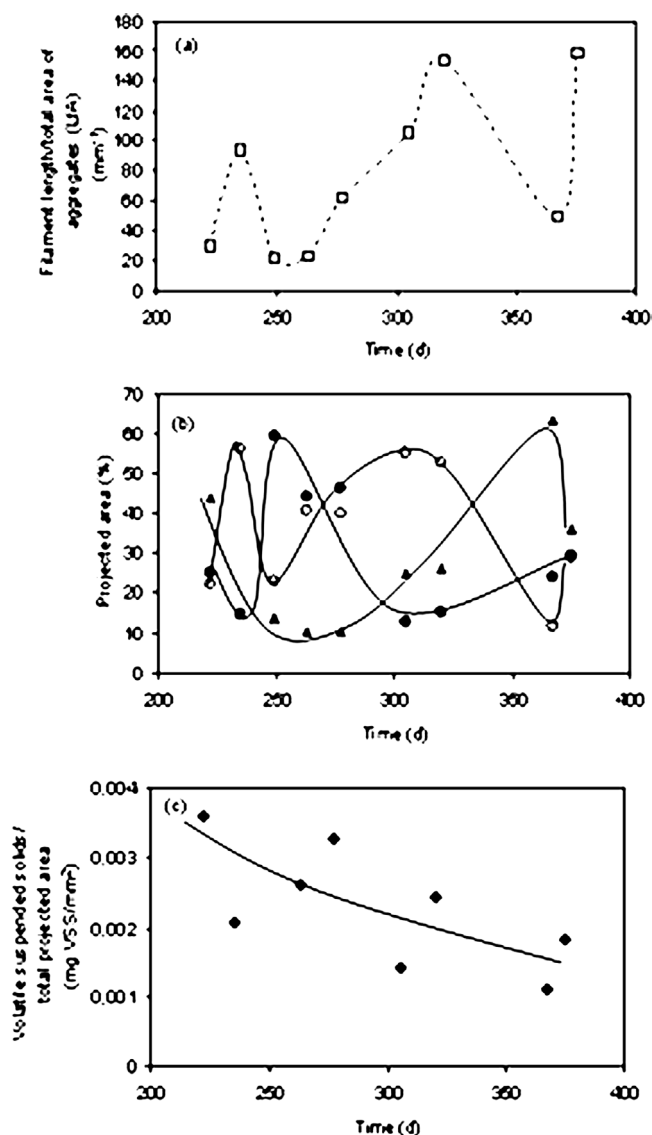 (a)
Filament length/total area of
aggregates (L/A)
(mm⁻¹)
180
160
140
120
100
80
60
40
20
0
200
250
300
350
400
Time (d)
(b)
Projected area (%)
70
60
50
40
30
20
10
0
200
250
300
350
400
Time (d)
(c)
Volatile suspended solids/
total projected area
(mg VSS/mm²)
0.004
0.003
0.002
0.001
0
200
250
300
350
400
Time (d)